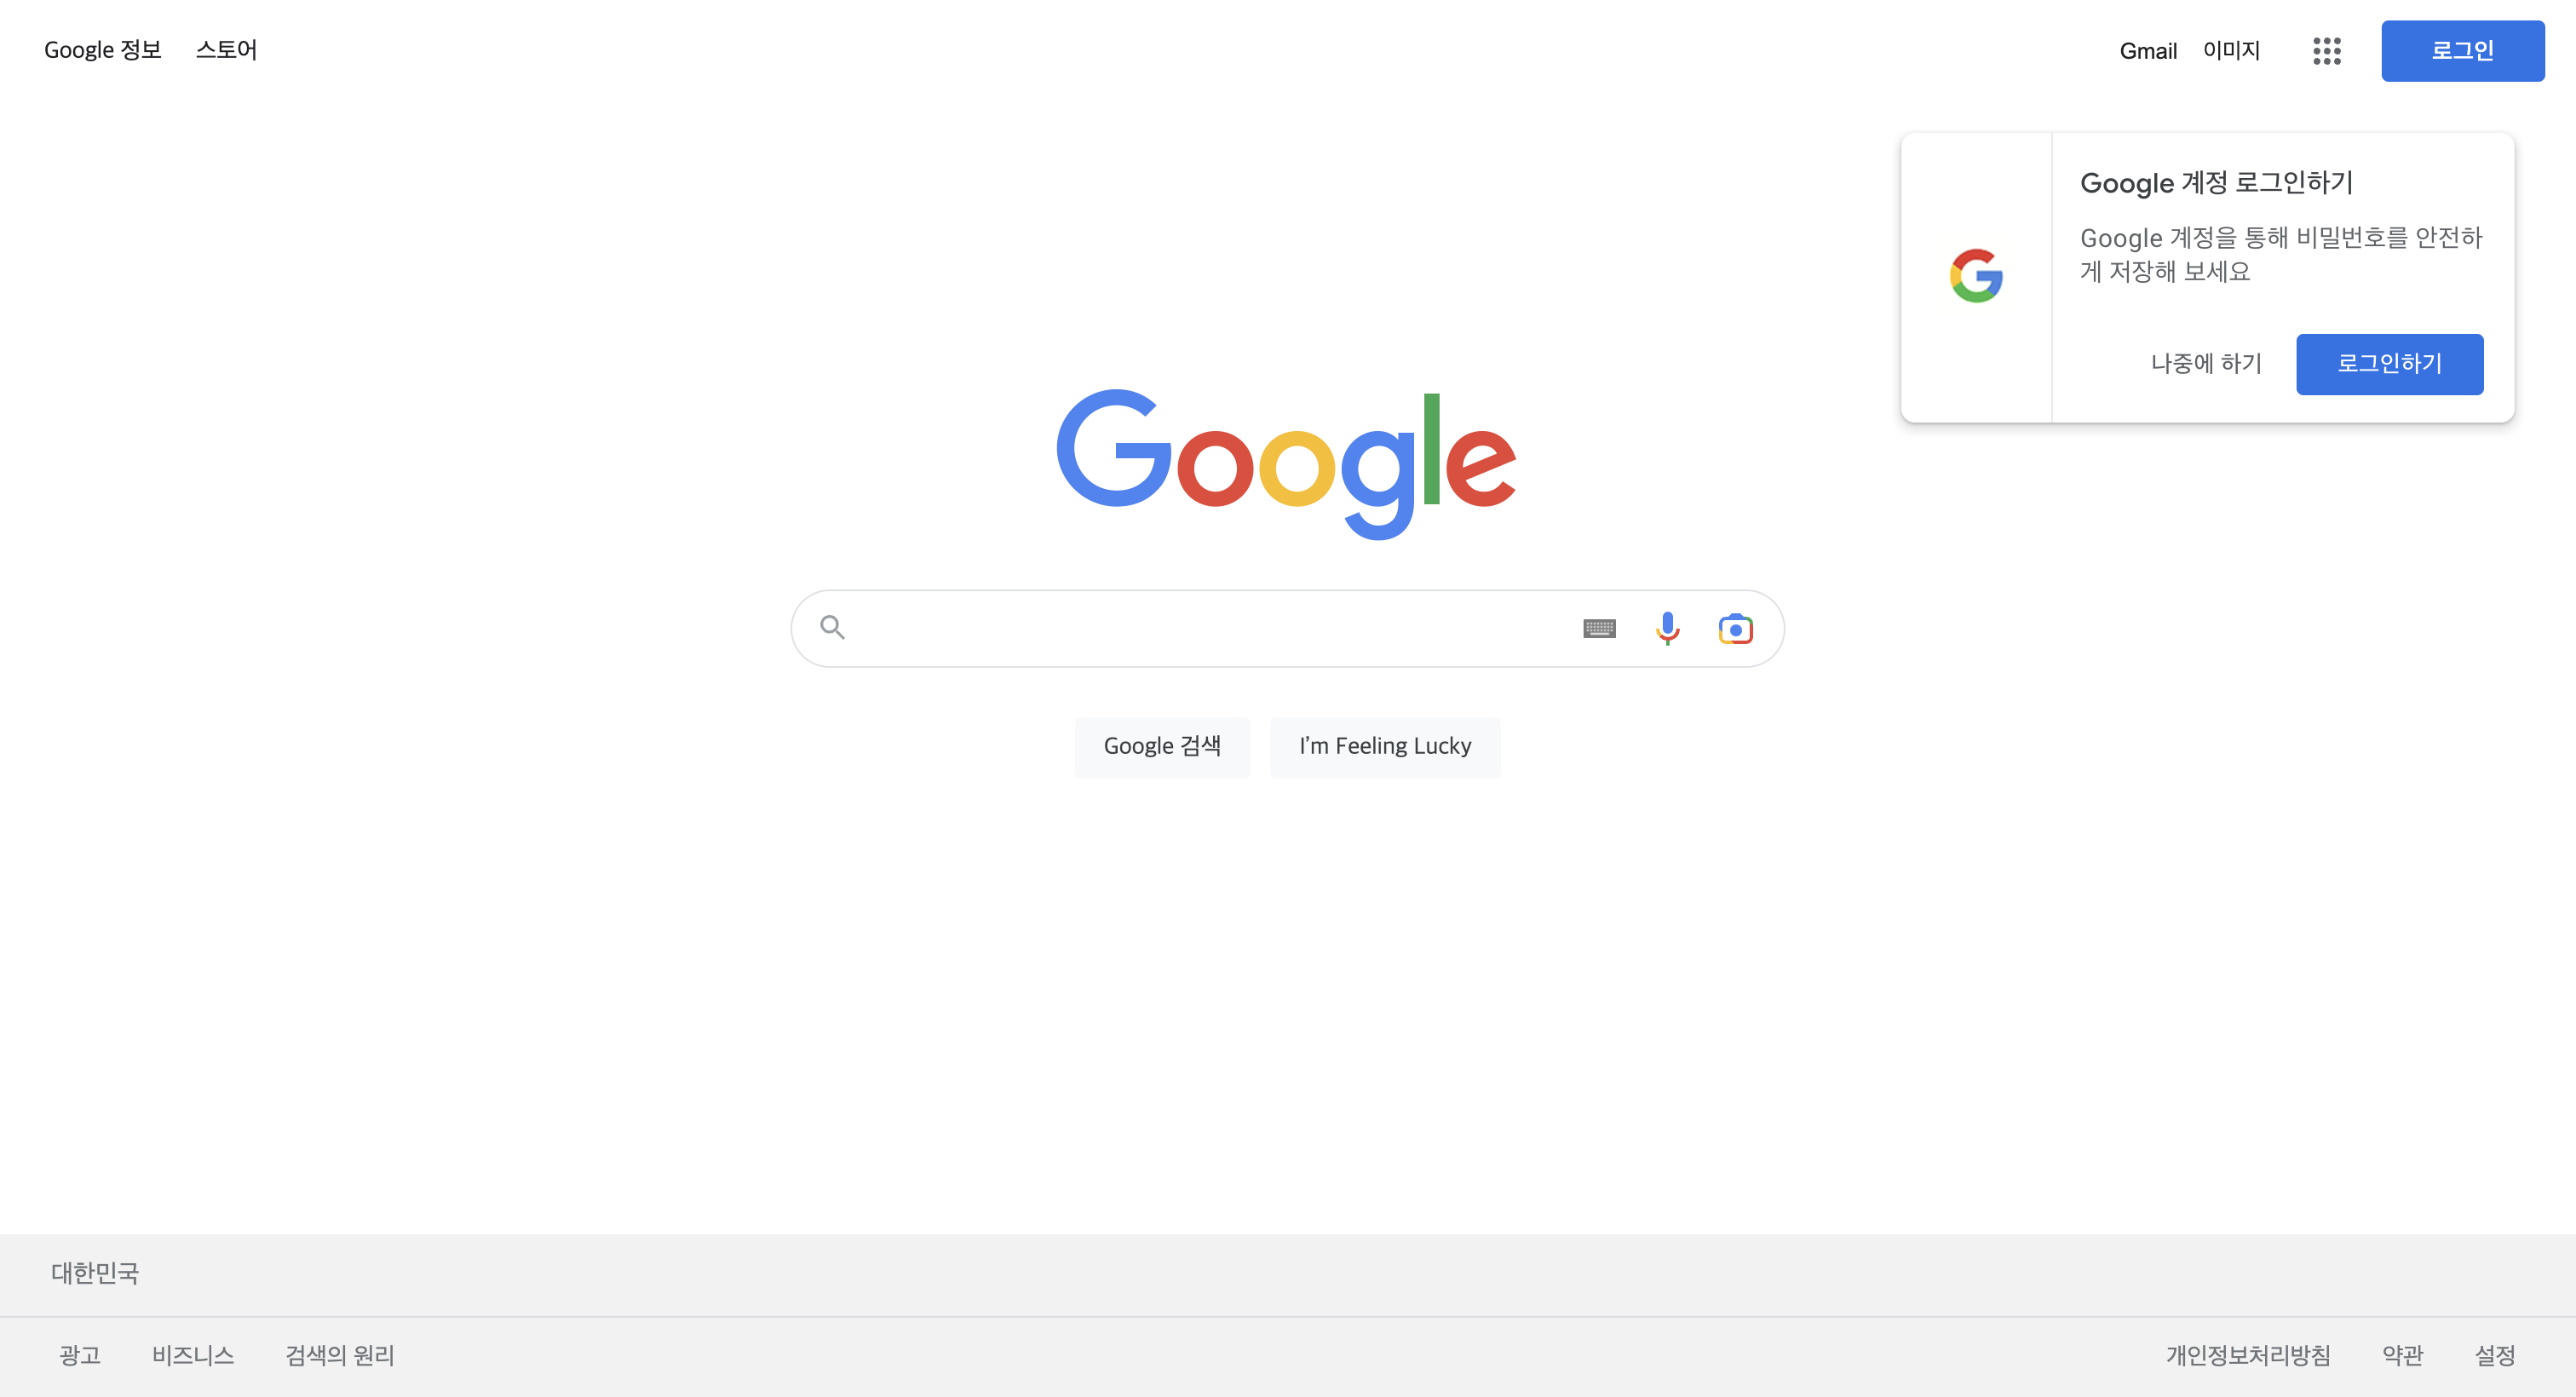 Google 정보 스토어
Gmail 이미지 로그인
Google 계정 로그인하기
Google 계정을 통해 비밀번호를 안전하
게 저장해 보세요
나중에 하기 로그인하기
Google
Google 검색 I'm Feeling Lucky
대한민국
광고 비즈니스 검색의 원리
개인정보처리방침 약관 설정